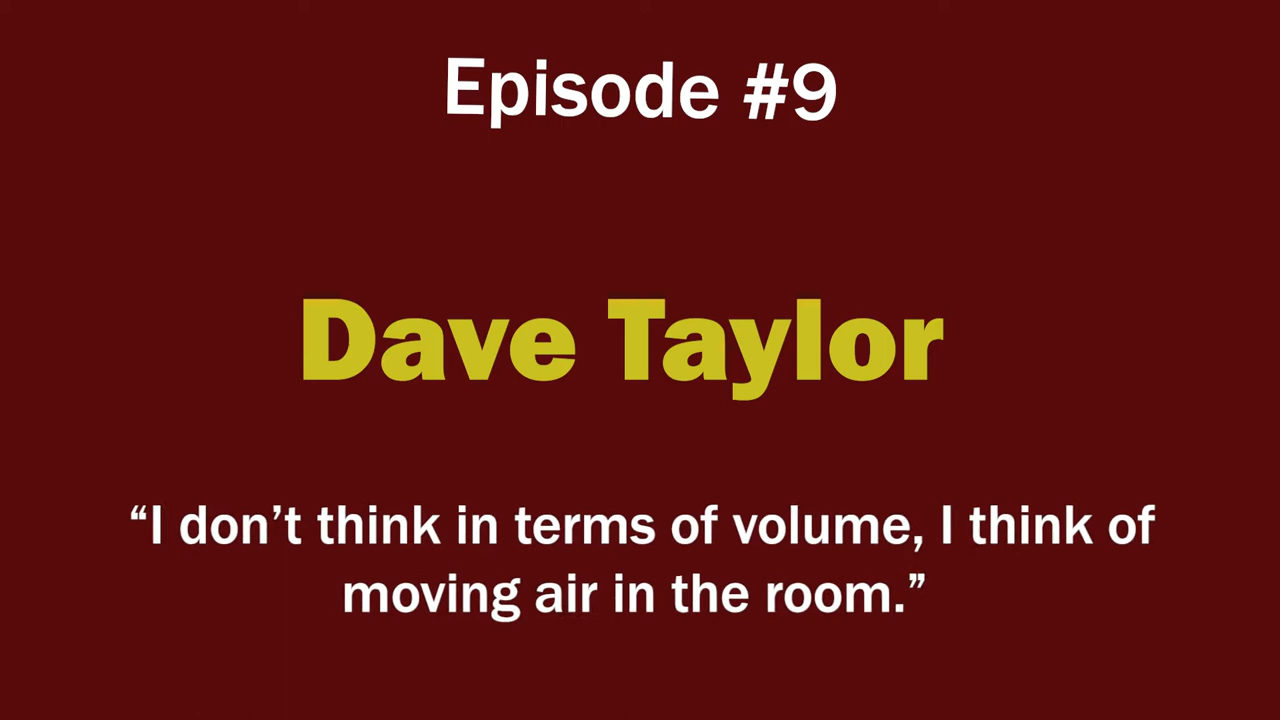 Episode #9
Dave Taylor
“I don’t think in terms of volume, I think of
moving air in the room.”